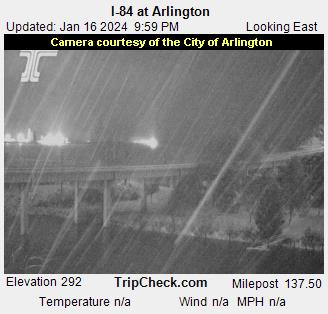 I-84 at Arlington
Updated: Jan 16 2024 9:59 PM Looking East
Camera courtesy of the City of Arlington
Elevation 292 TripCheck.com Milepost 137.50
Temperature n/a Wind n/a MPH n/a